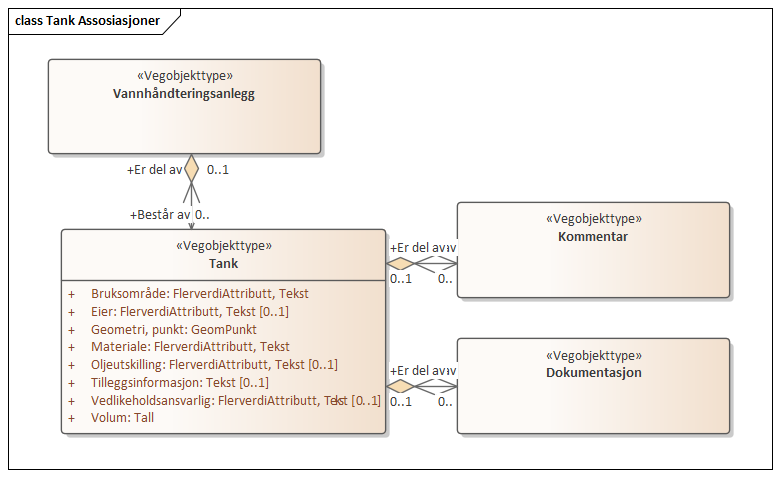 class Tank Assosiasjoner
«Vegobjekttype»
Vannhåndteringsanlegg
+Er del av 0..1
+Består av 0..
«Vegobjekttype»
Tank
+ Bruksområde: FlerverdiAttributt, Tekst
+ Eier: FlerverdiAttributt, Tekst [0..1]
+ Geometri, punkt: GeomPunkt
+ Materiale: FlerverdiAttributt, Tekst
+ Oljeutskilling: FlerverdiAttributt, Tekst [0..1]
+ Tilleggsinformasjon: Tekst [0..1]
+ Vedlikeholdsansvarlig: FlerverdiAttributt, Tekst [0..1]
+ Volum: Tall
+Er del av
0..1 0..
«Vegobjekttype»
Kommentar
+Er del av
0..1 0..
«Vegobjekttype»
Dokumentasjon